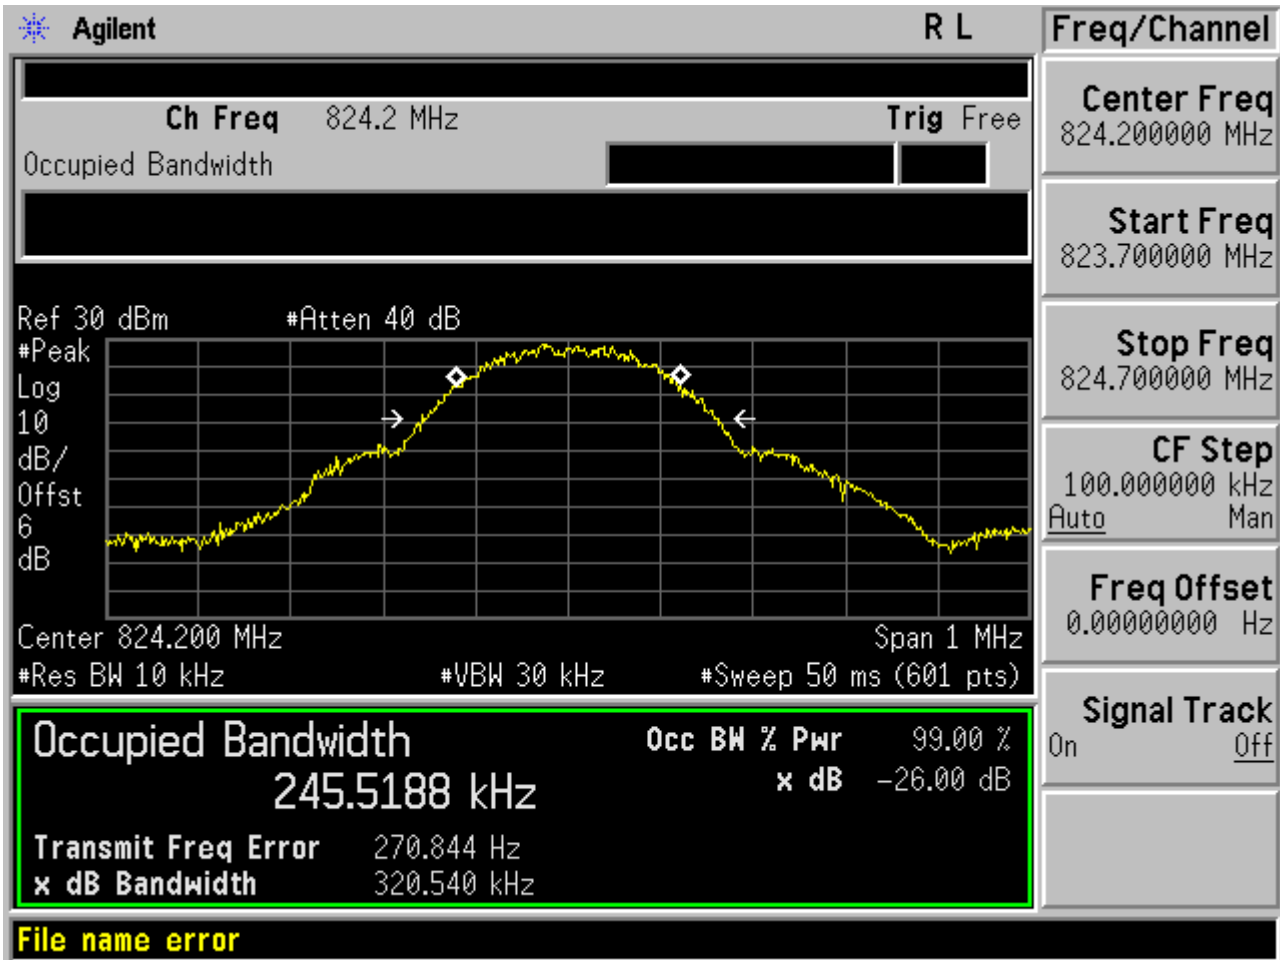 Agilent R L Freq/Channel
Ch Freq 824.2 MHz Trig Free
Occupied Bandwidth
Center Freq
824.200000 MHz
Start Freq
823.700000 MHz
Stop Freq
824.700000 MHz
CF Step
100.000000 kHz
Auto Man
Freq Offset
0.00000000 Hz
Signal Track
On Off
Ref 30 dBm #Atten 40 dB
#Peak
Log
10
dB/
Offst
6
dB
Center 824.200 MHz Span 1 MHz
#Res BW 10 kHz #VBW 30 kHz #Sweep 50 ms (601 pts)
Occupied Bandwidth Occ BW % Pwr 99.00 %
245.5188 kHz x dB -26.00 dB
Transmit Freq Error 270.844 Hz
x dB Bandwidth 320.540 kHz
File name error